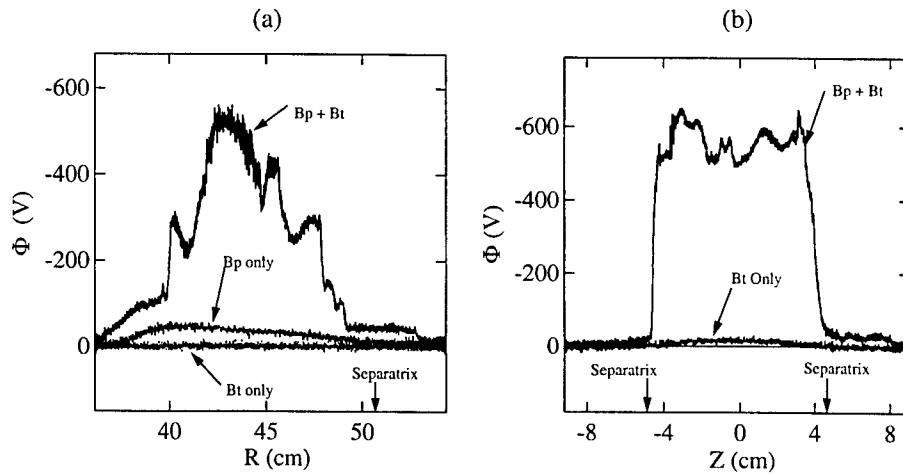 (a)
-600
Bp + Bt
-400
Φ (V)
-200
Bp only
0
Bt only
Separatrix
40
45
50
R (cm)
(b)
-600
Bp + Bt
-400
Φ (V)
-200
Bt Only
0
Separatrix
Separatrix
-8
-4
0
4
8
Z (cm)